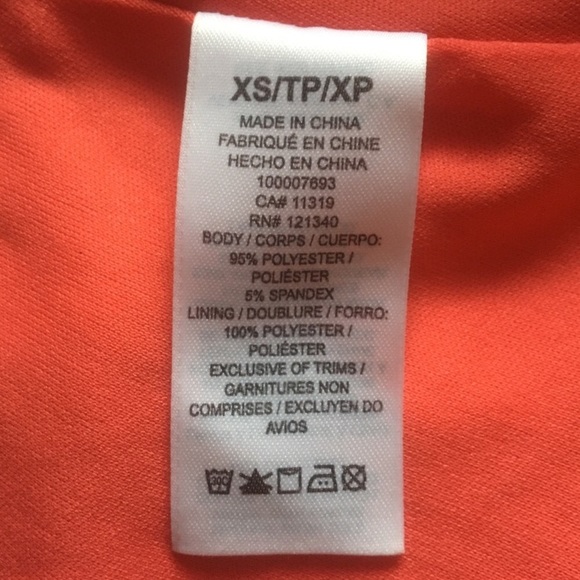 XS/TP/XP
MADE IN CHINA
FABRIQUÉ EN CHINE
HECHO EN CHINA
100007693
CA# 11319
RN# 121340
BODY / CORPS / CUERPO:
95% POLYESTER /
POLIÉSTER
5% SPANDEX
LINING / DOUBLURE / FORRO:
100% POLYESTER /
POLIÉSTER
EXCLUSIVE OF TRIMS /
GARNITURES NON
COMPRISES / EXCLUYEN DO
AVIOS
30C